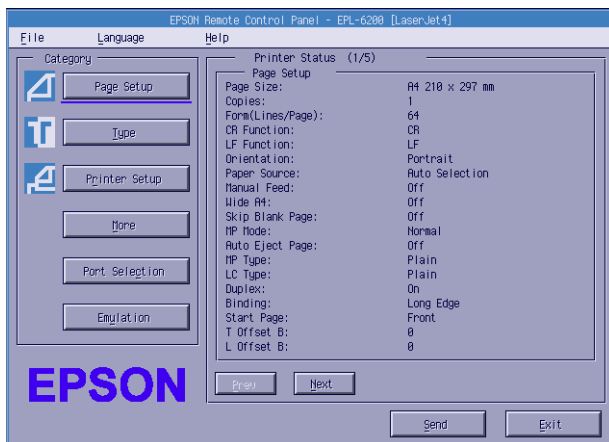 EPSON Remote Control Panel - EPL-6200 [LaserJet4]
File Language Help
Category
Page Setup
Type
Printer Setup
More
Port Selection
Emulation
EPSON
Printer Status (1/5)
Page Setup
Page Size: A4 210 x 297 mm
Copies: 1
Form(Lines/Page): 64
CR Function: CR
LF Function: LF
Orientation: Portrait
Paper Source: Auto Selection
Manual Feed: Off
Wide A4: Off
Skip Blank Page: Off
MP Mode: Normal
Auto Eject Page: Off
MP Type: Plain
LC Type: Plain
Duplex: On
Binding: Long Edge
Start Page: Front
T Offset B: 0
L Offset B: 0
Prev Next
Send Exit